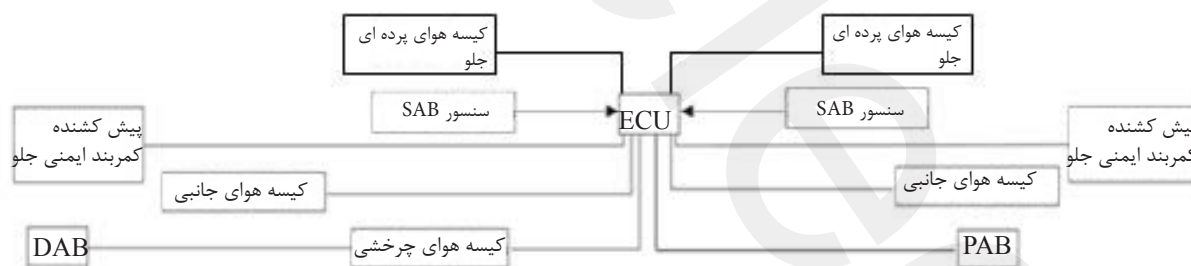 کیسه هوای پرده ای
جلو
کیسه هوای پرده ای
جلو
سنسور SAB
ECU
سنسور SAB
پیش کشنده
کمربند ایمنی جلو
پیش کشنده
کمربند ایمنی جلو
کیسه هوای جانبی
کیسه هوای جانبی
DAB
کیسه هوای چرخشی
PAB